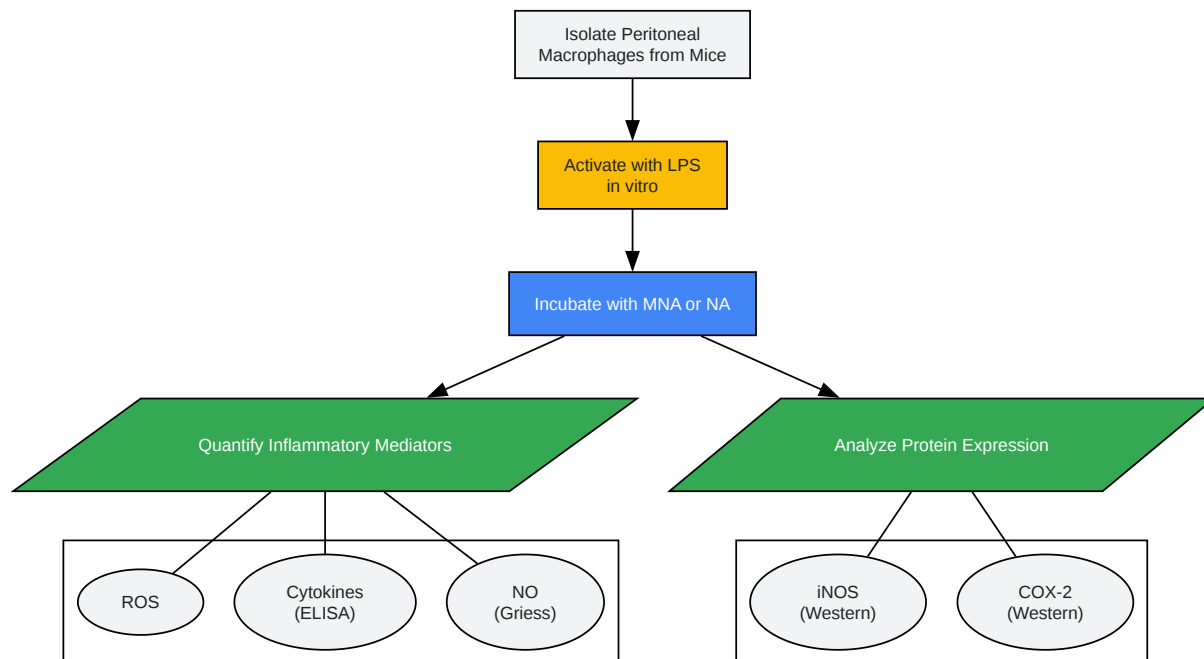 Isolate Peritoneal
Macrophages from Mice
Activate with LPS
in vitro
Incubate with MNA or NA
Quantify Inflammatory Mediators
Analyze Protein Expression
ROS
Cytokines
(ELISA)
NO
(Griess)
iNOS
(Western)
COX-2
(Western)